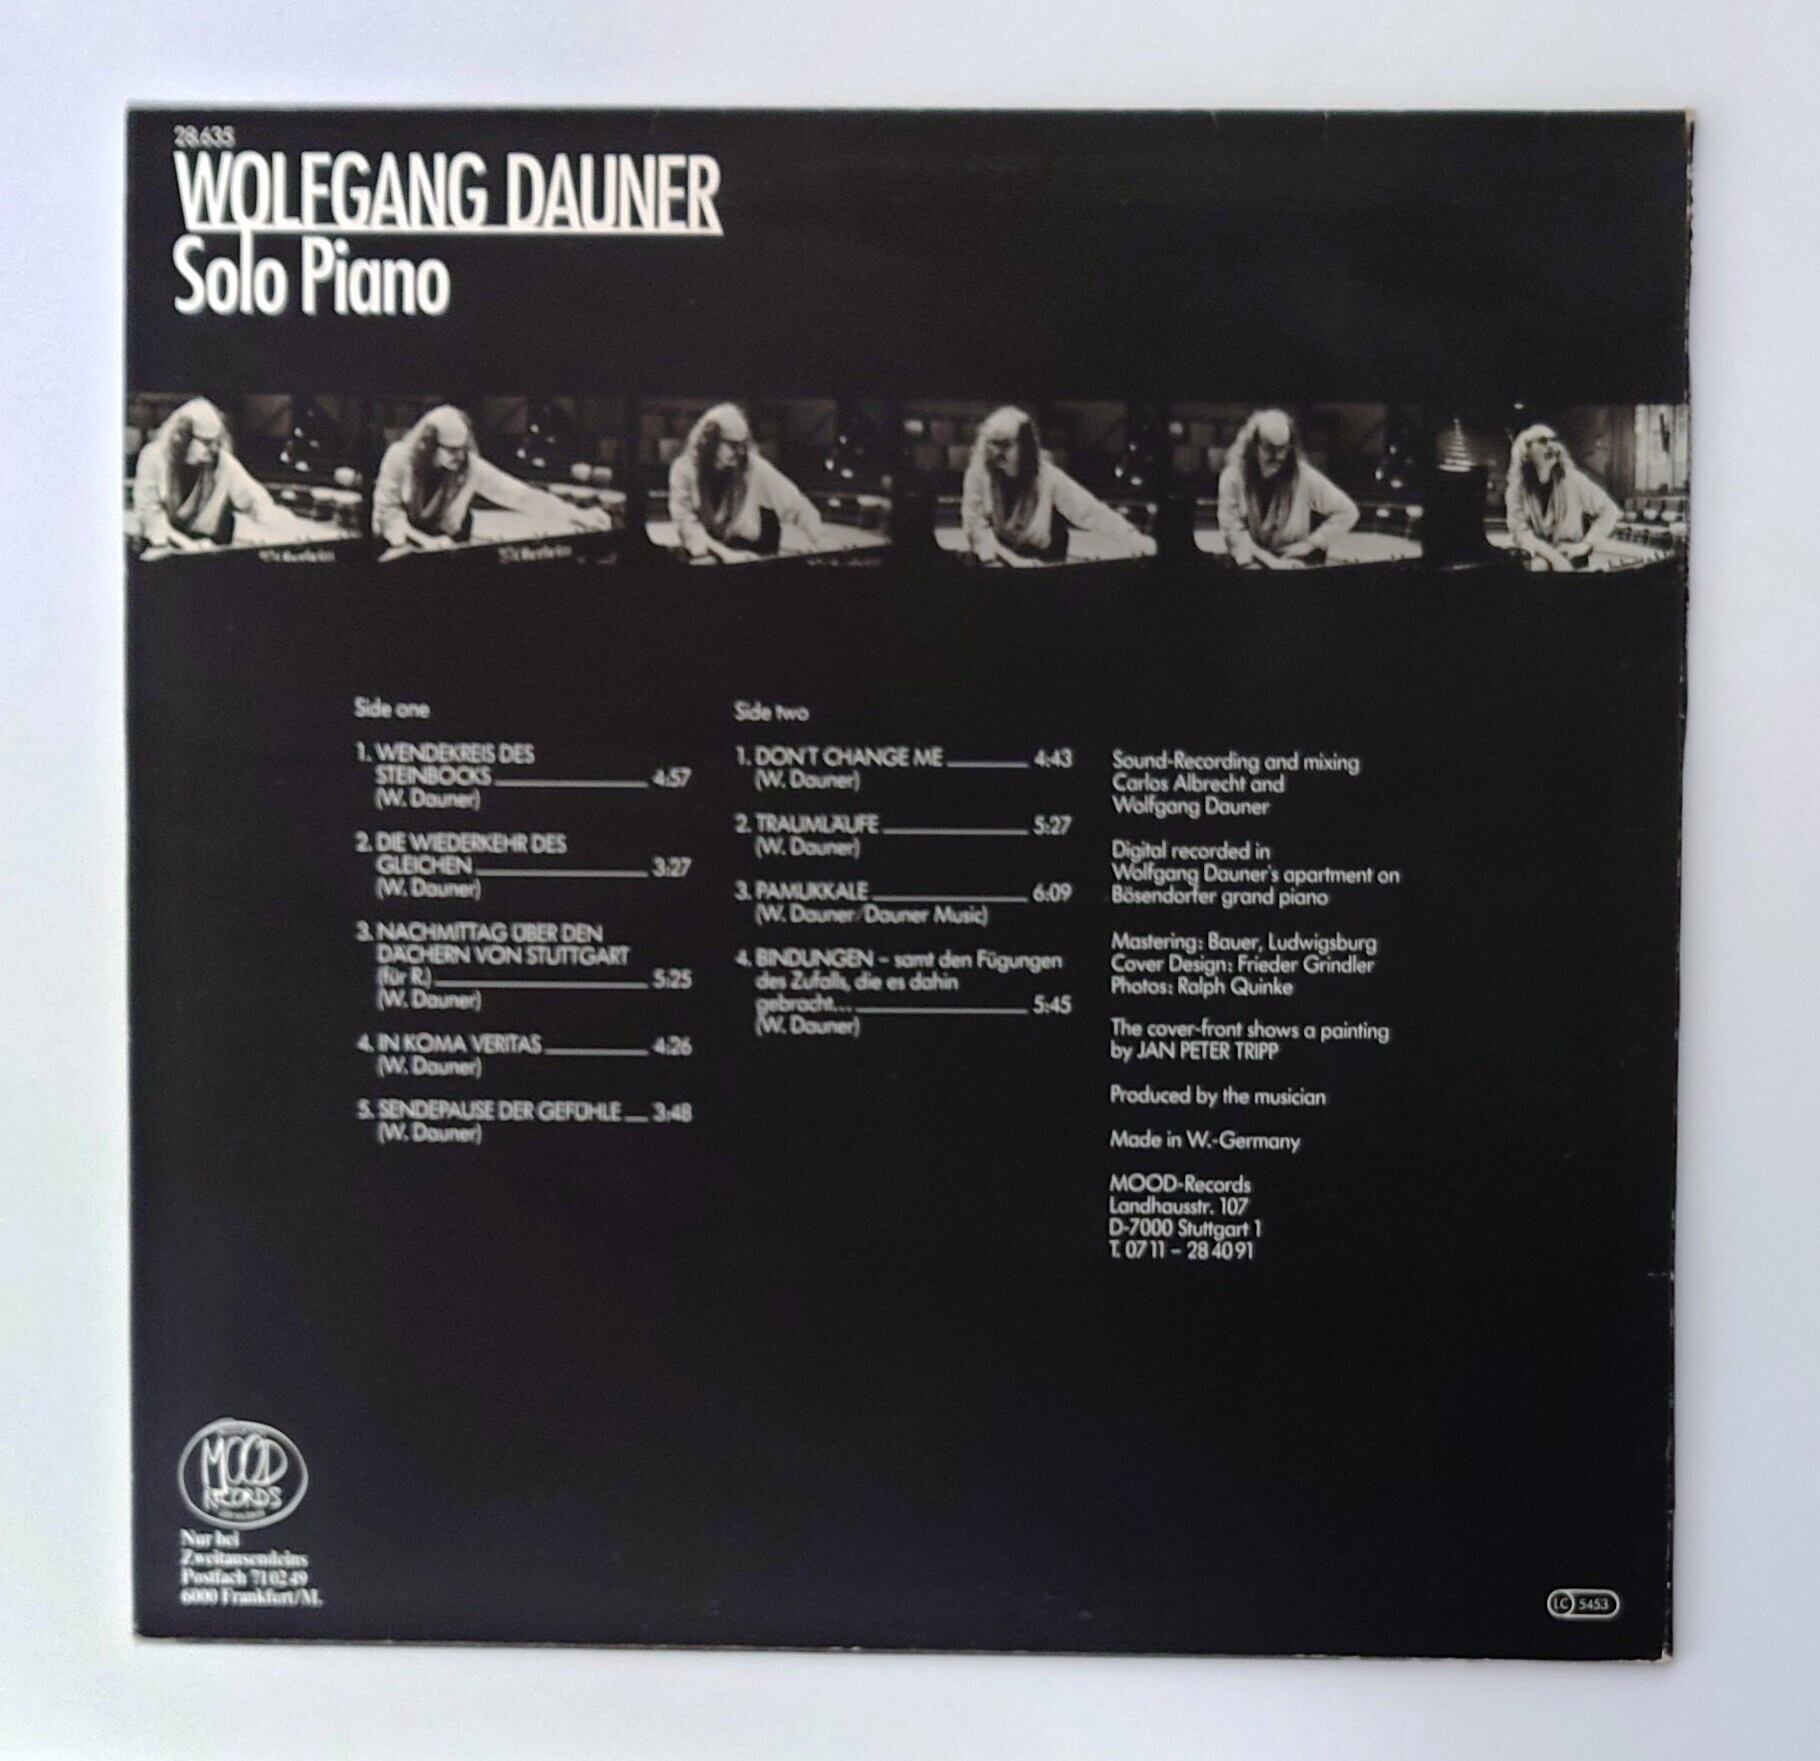 28.635
WOLFGANG DAUNER
Solo Piano
Side one
1. WENDEKREIS DES
STEINBOCKS 4:57
(W. Dauner)
2. DIE WIEDERKEHR DES
GLEICHEN 3:27
(W. Dauner)
3. NACHMITTAG ÜBER DEN
DÄCHERN VON STUTTGART
(für R.) 5:25
(W. Dauner)
4. IN KOMA VERITAS 4:26
(W. Dauner)
5. SENDEPAUSE DER GEFÜHLE 3:48
(W. Dauner)
Side two
1. DON'T CHANGE ME 4:43
(W. Dauner)
2. TRAUMLÄUFE 5:27
(W. Dauner)
3. PAMUKKALE 6:09
(W. Dauner/Dauner Music)
4. BINDUNGEN – samt den Fügungen
des Zufalls, die es dahin
gebracht... 5:45
(W. Dauner)
Sound-Recording and mixing
Carlos Albrecht and
Wolfgang Dauner
Digital recorded in
Wolfgang Dauner's apartment on
Bösendorfer grand piano
Mastering: Bauer, Ludwigsburg
Cover Design: Frieder Grindler
Photos: Ralph Quinke
The cover-front shows a painting
by JAN PETER TRIPP
Produced by the musician
Made in W.-Germany
MOOD-Records
Landhausstr. 107
D-7000 Stuttgart 1
T. 0711 – 28 40 91
MOOD
RECORDS
Nur bei
Zweitausendeins
Postfach 71 02 49
6000 Frankfurt/M.
LC 5453